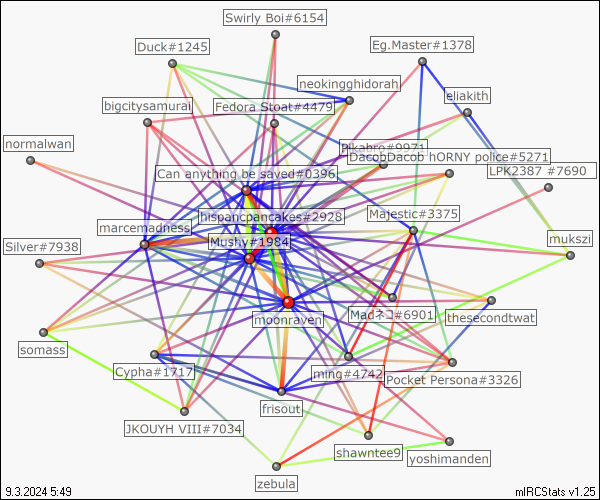 Swirly Boi#6154
Duck#1245
Eg.Master#1378
neokingghidorah
eliakith
bigcitysamurai
Fedora Stoat#4479
normalwan
Pikabro#9971
DacobDacob hORNY police#5271
LPK2387 #7690
Can anything be saved#0396
hispancpancakes#2928
Majestic#3375
marcemadness
Mushy#1984
mukszi
Silver#7938
moonraven
Madネコ#6901
thesecondtwat
somass
Cypha#1717
ming#4742
Pocket Persona#3326
frisout
JKOUYH VIII#7034
shawntee9
yoshimanden
zebula
9.3.2024 5:49
mIRCStats v1.25